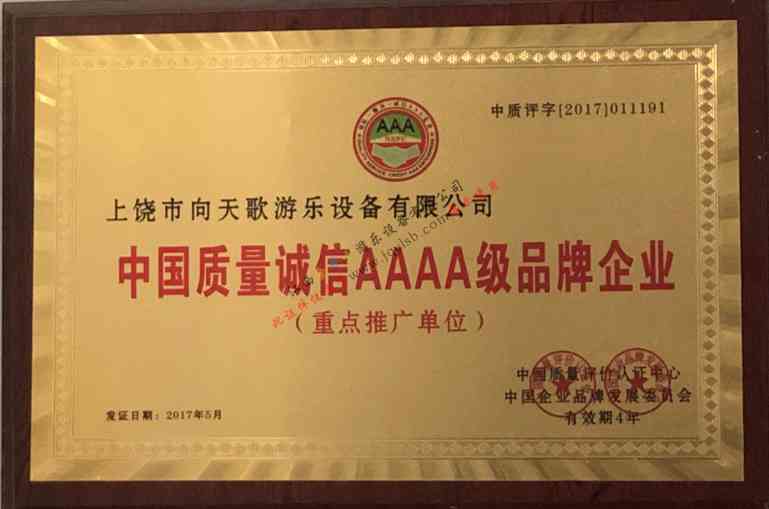 中质评字[2017]011191
AAA
上饶市向天歌游乐设备有限公司
中国质量诚信AAAA级品牌企业
（重点推广单位）
中国质量评价认证中心
中国企业品牌发展委员会
有效期4年
发证日期：2017年5月